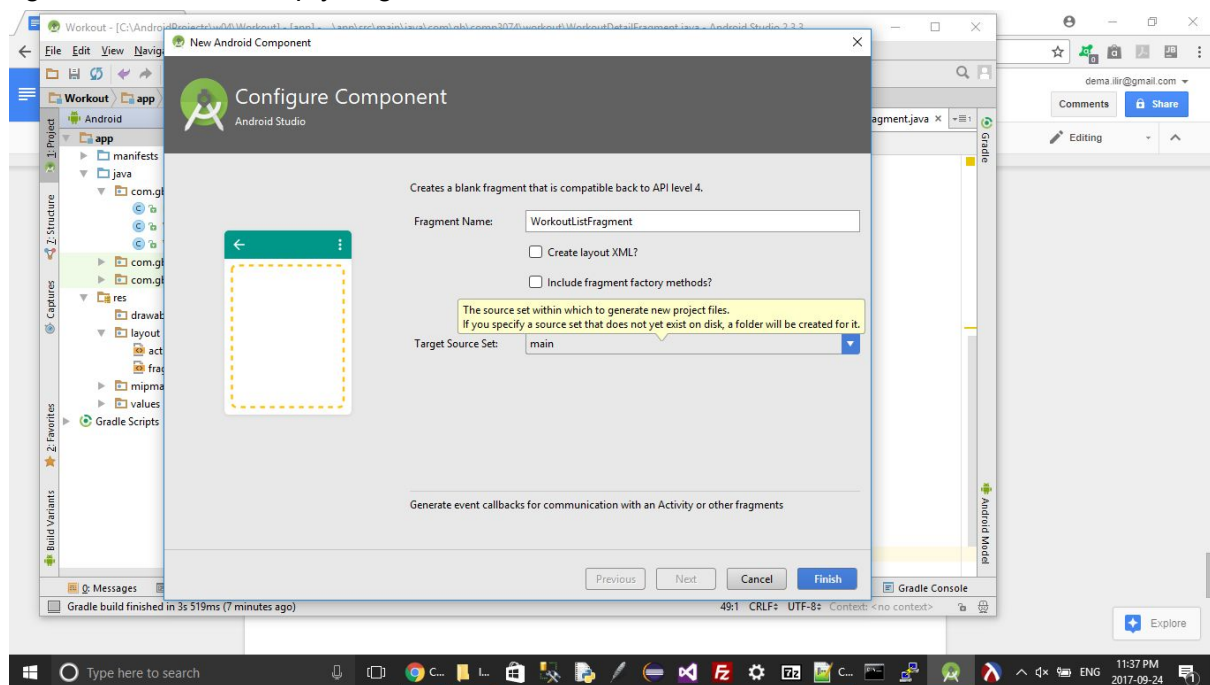 Workout - [C:\AndroidProjects\w04\Workout] - [app] - ...\app\src\main\java\com\gb\comp3074\workout\WorkoutDetailFragment.java - Android Studio 2.3.3
File Edit View Navig
New Android Component
Workout app
Configure Component
Android Studio
agment.java
dema.ilir@gmail.com
Comments Share
Editing
Android
app
manifests
java
com.gl
com.gl
com.gl
res
drawab
layout
act
frag
mipma
values
Gradle Scripts
1: Project
Z: Structure
Captures
2: Favorites
Build Variants
Gradle
Android Model
Creates a blank fragment that is compatible back to API level 4.
Fragment Name: WorkoutListFragment
Create layout XML?
Include fragment factory methods?
The source set within which to generate new project files.
If you specify a source set that does not yet exist on disk, a folder will be created for it.
Target Source Set: main
Generate event callbacks for communication with an Activity or other fragments
Previous Next Cancel Finish
0: Messages
Gradle Console
Gradle build finished in 3s 519ms (7 minutes ago)
49:1 CRLF÷ UTF-8÷ Context: <no context>
Explore
Type here to search
C... L... C...
ENG
11:37 PM
2017-09-24